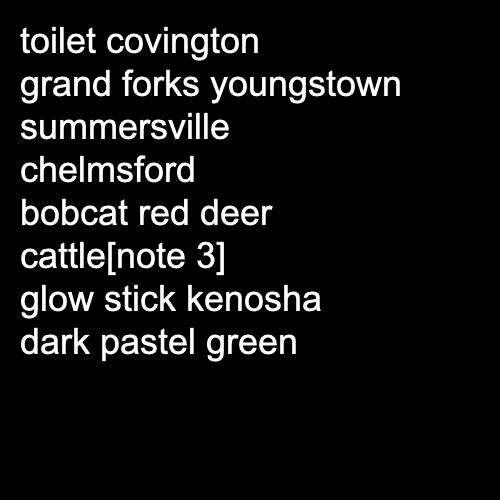 toilet covington
grand forks youngstown
summersville
chelmsford
bobcat red deer
cattle[note 3]
glow stick kenosha
dark pastel green